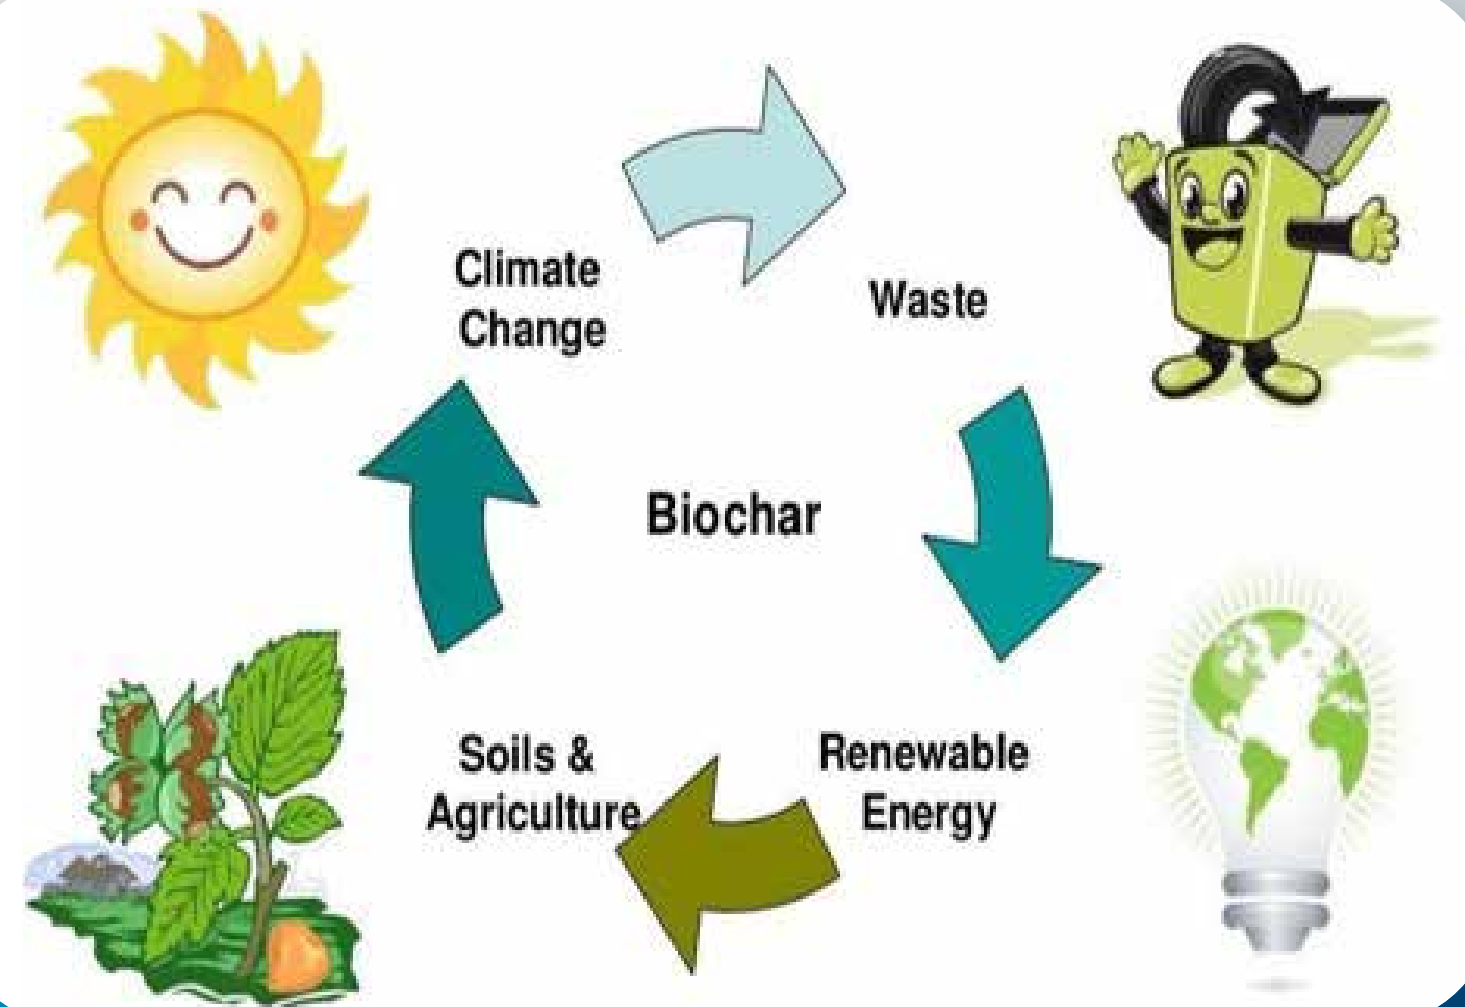 Climate
Change
Waste
Biochar
Soils &
Agriculture
Renewable
Energy